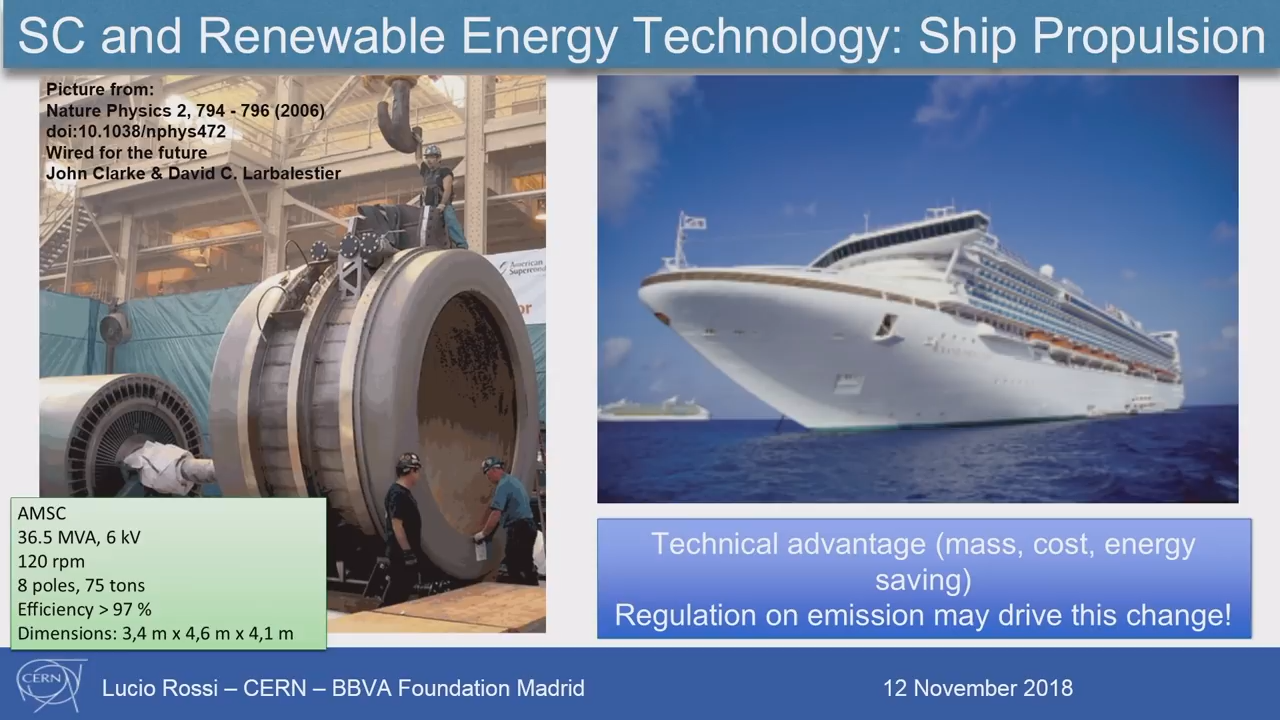 SC and Renewable Energy Technology: Ship Propulsion
Picture from:
Nature Physics 2, 794 - 796 (2006)
doi:10.1038/nphys472
Wired for the future
John Clarke & David C. Larbalestier
American
or
AMSC
36.5 MVA, 6 kV
120 rpm
8 poles, 75 tons
Efficiency > 97 %
Dimensions: 3,4 m x 4,6 m x 4,1 m
Technical advantage (mass, cost, energy
saving)
Regulation on emission may drive this change!
CERN
Lucio Rossi – CERN – BBVA Foundation Madrid
12 November 2018